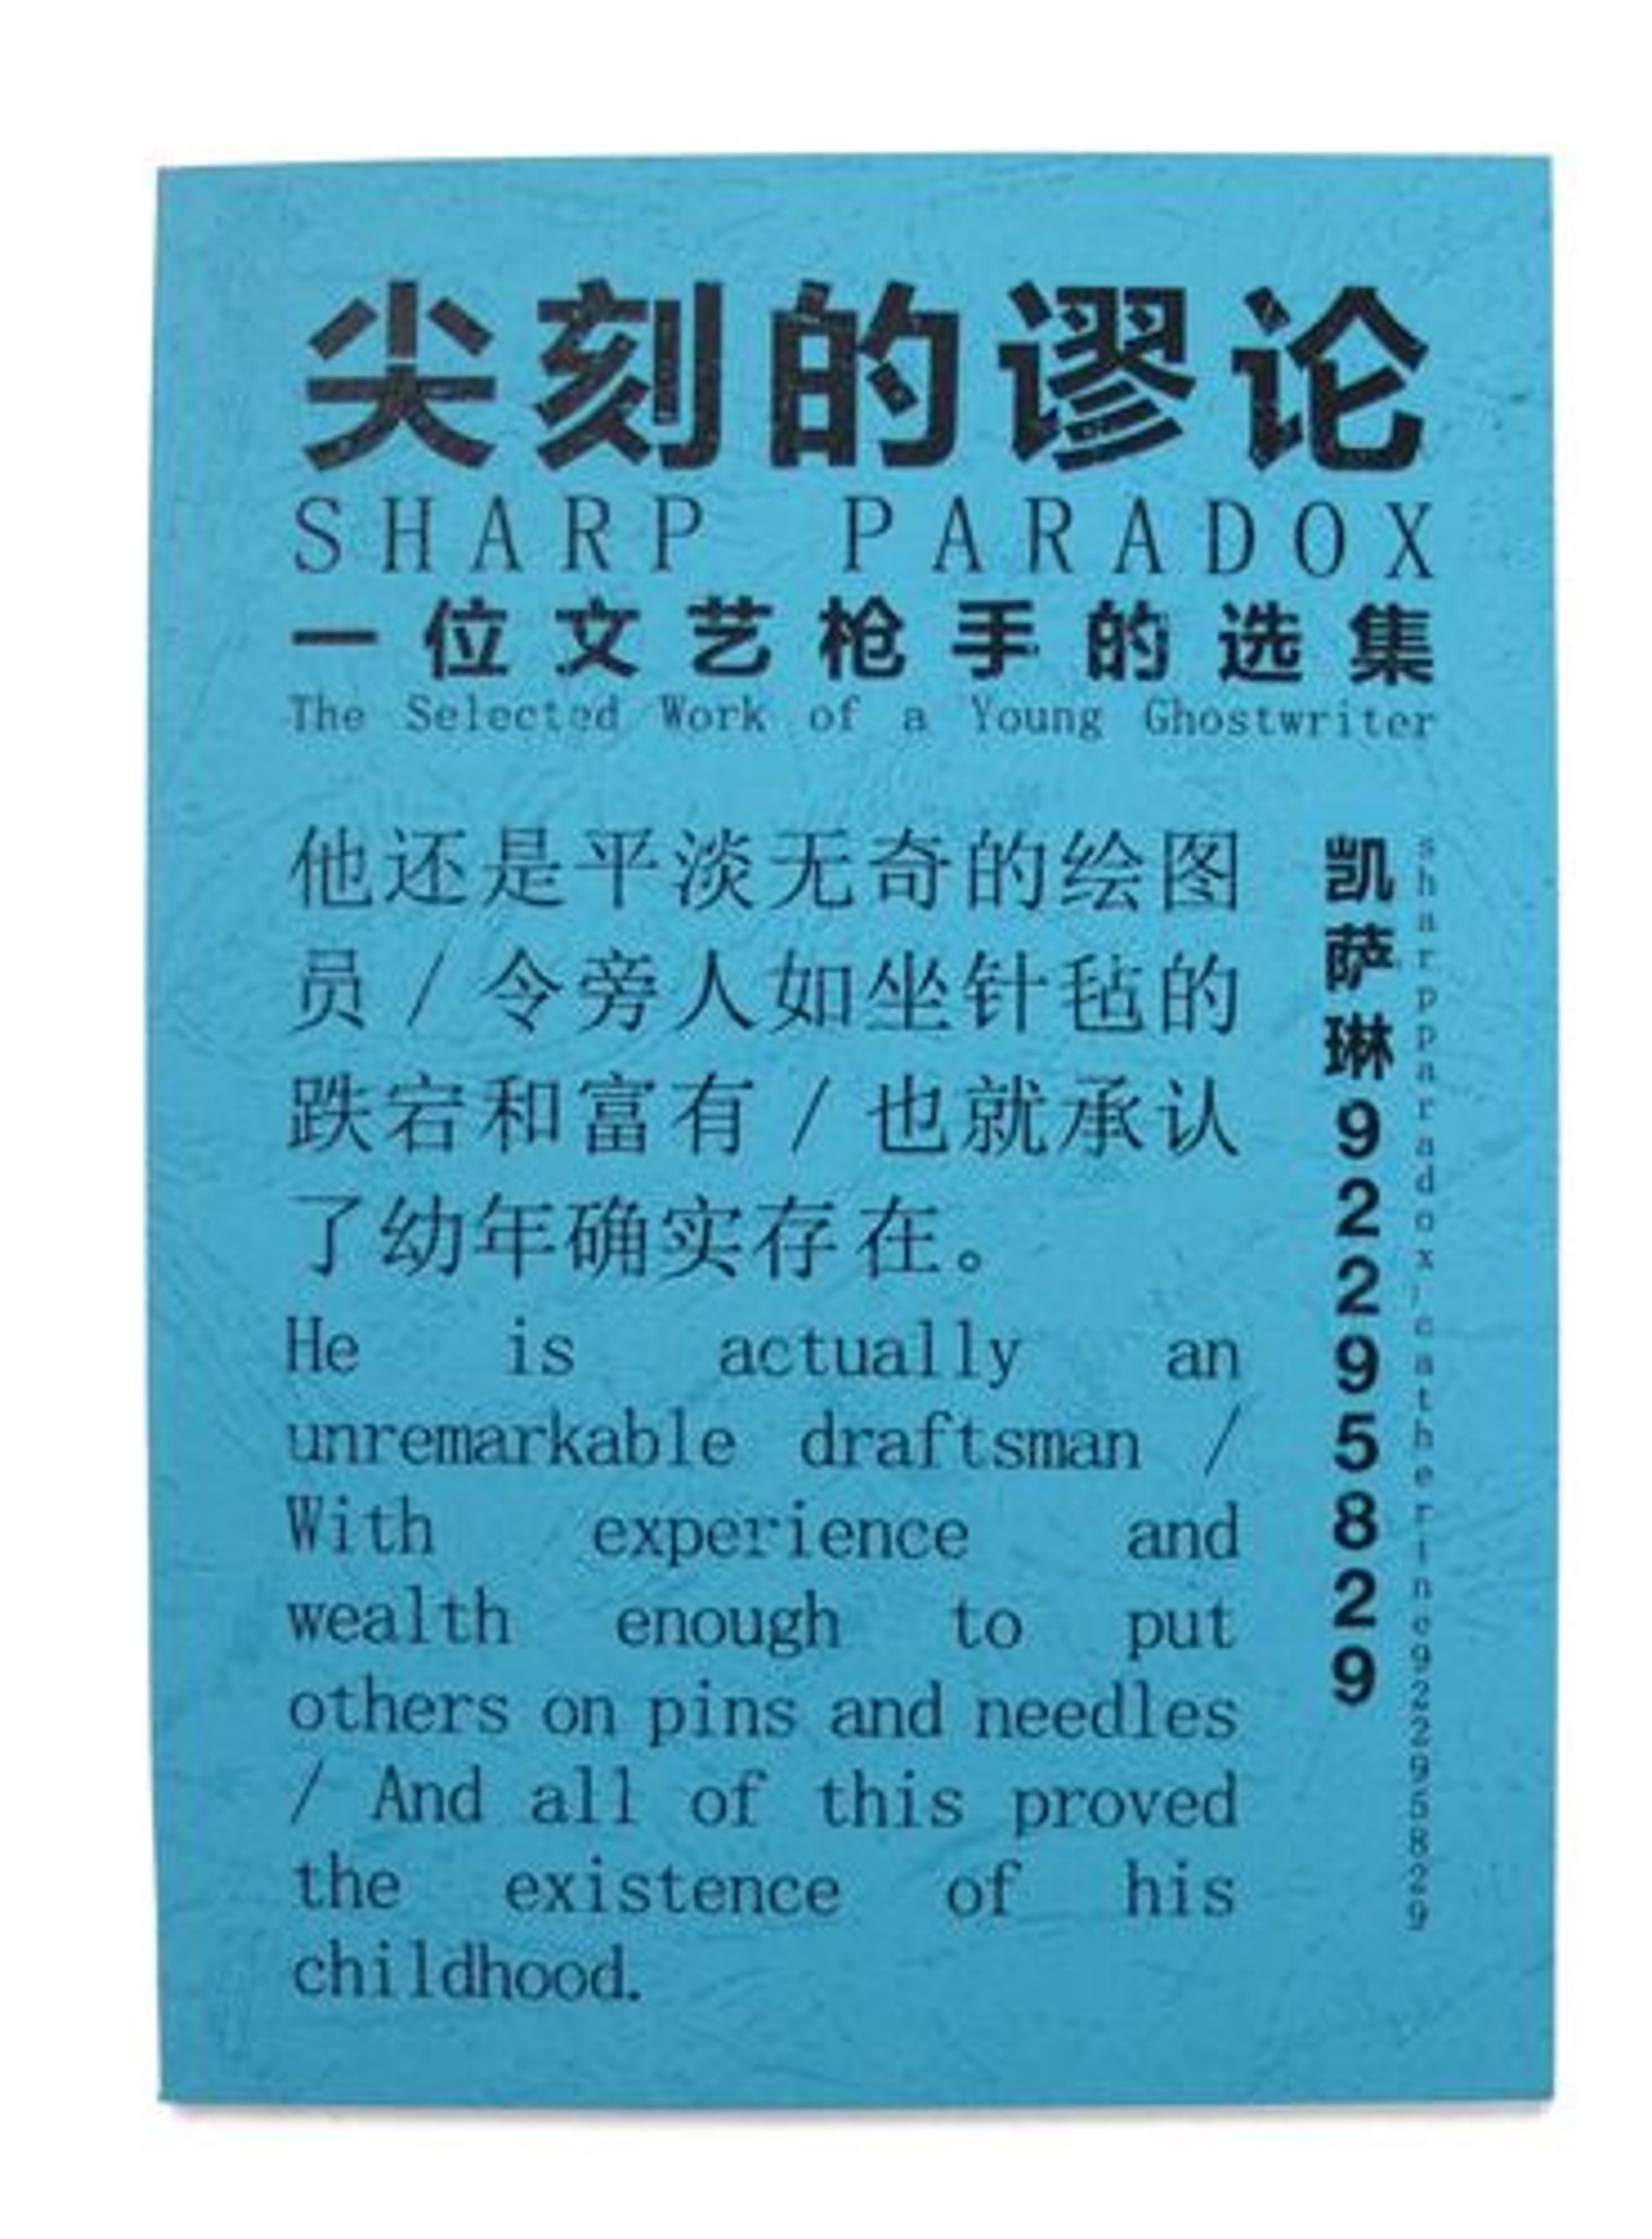 尖刻的谬论
SHARP PARADOX
一位文艺枪手的选集
The Selected Work of a Young Ghostwriter
他还是平淡无奇的绘图
员/令旁人如坐针毡的
跌宕和富有/也就承认
了幼年确实存在。
He is actually an
unremarkable draftsman /
With experience and
wealth enough to put
others on pins and needles
/ And all of this proved
the existence of his
childhood.
凯萨琳92295829
sharpparadox/catherine92295829